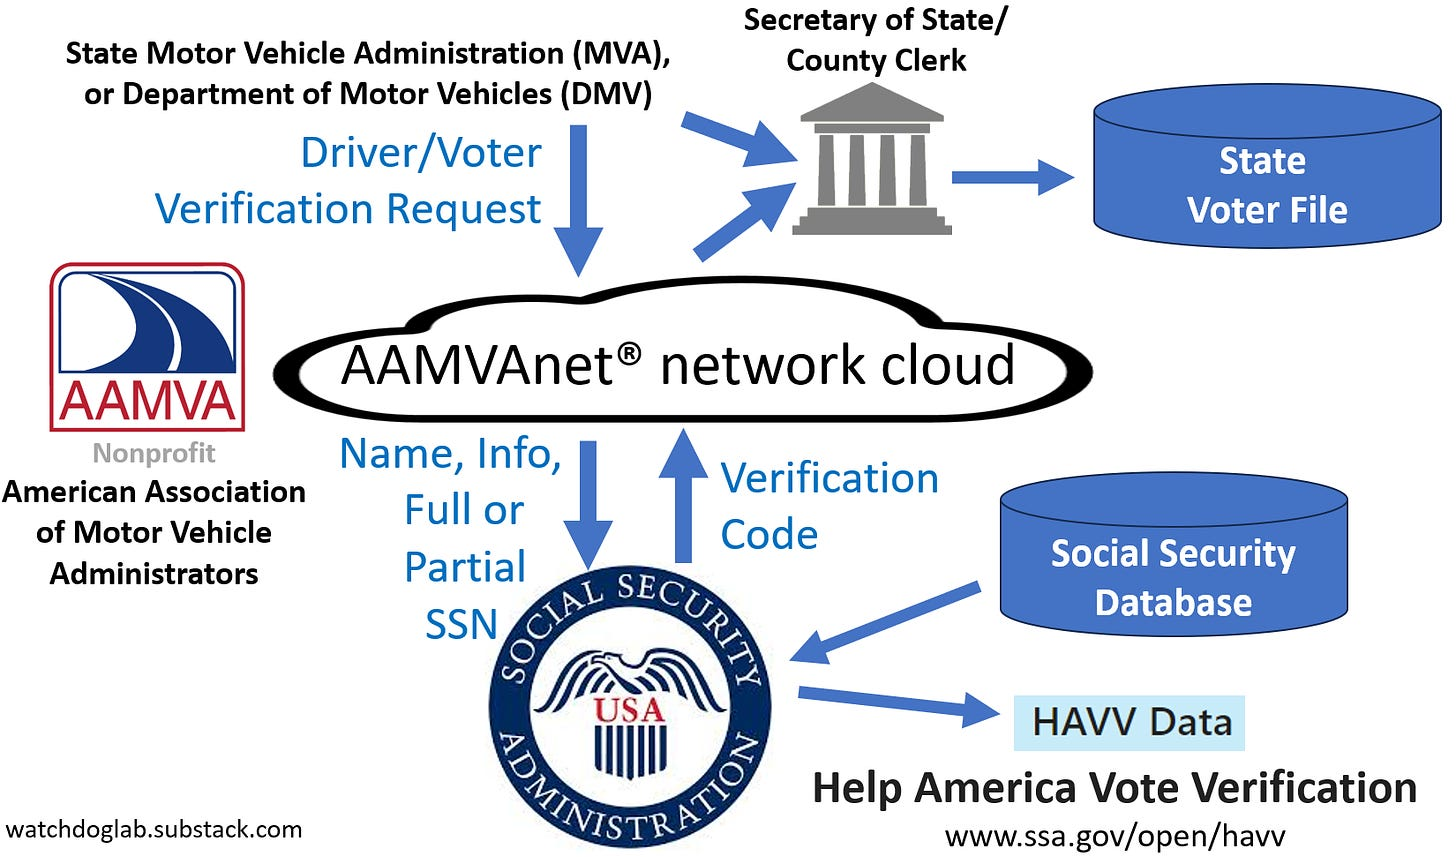 State Motor Vehicle Administration (MVA),
or Department of Motor Vehicles (DMV)
Secretary of State/
County Clerk
Driver/Voter
Verification Request
State
Voter File
AAMVAnet® network cloud
AAMVA
Nonprofit
American Association
of Motor Vehicle
Administrators
Name, Info,
Full or
Partial
SSN
Verification
Code
Social Security
Database
SOCIAL SECURITY
USA
ADMINISTRATION
HAVV Data
Help America Vote Verification
www.ssa.gov/open/havv
watchdoglab.substack.com